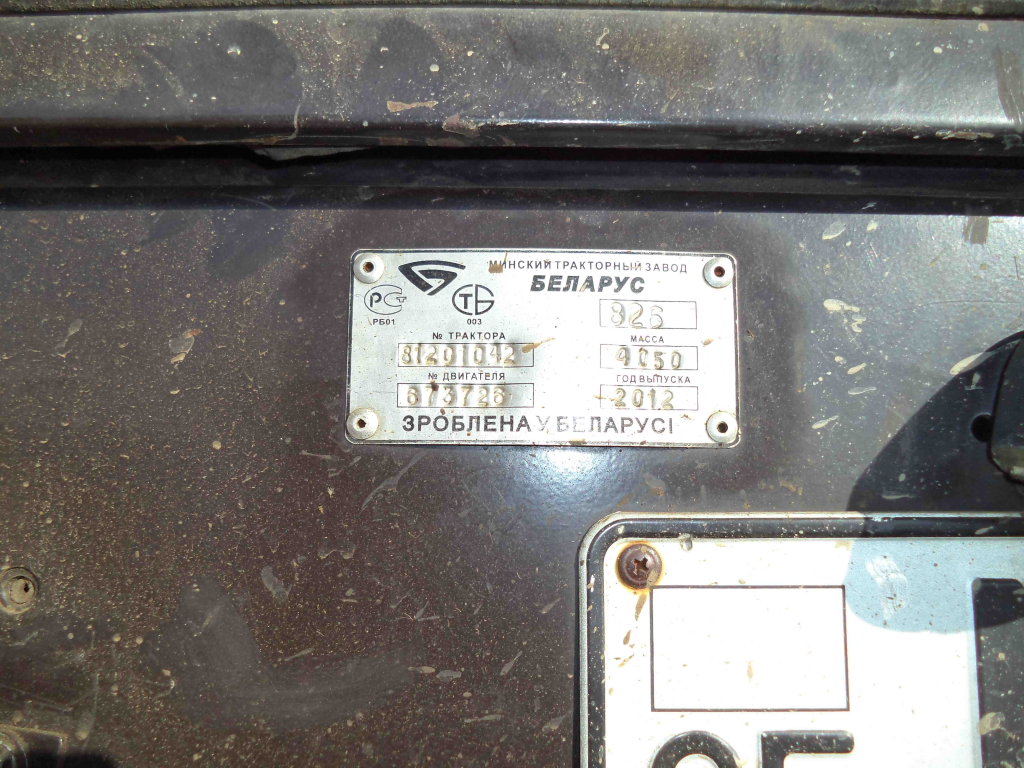 МИНСКИЙ ТРАКТОРНЫЙ ЗАВОД
БЕЛАРУС
РБ01
003
826
№ ТРАКТОРА
МАССА
81201042
4050
№ ДВИГАТЕЛЯ
ГОД ВЫПУСКА
673726
2012
ЗРОБЛЕНА У БЕЛАРУСІ